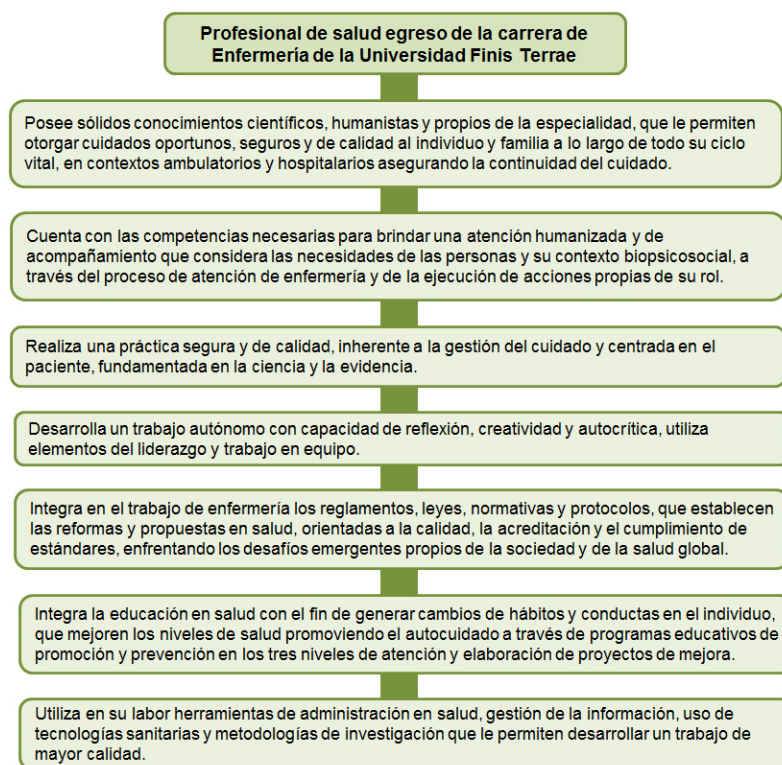 Profesional de salud egreso de la carrera de
Enfermería de la Universidad Finis Terrae
Posee sólidos conocimientos científicos, humanistas y propios de la especialidad, que le permiten
otorgar cuidados oportunos, seguros y de calidad al individuo y familia a lo largo de todo su ciclo
vital, en contextos ambulatorios y hospitalarios asegurando la continuidad del cuidado.
Cuenta con las competencias necesarias para brindar una atención humanizada y de
acompañamiento que considera las necesidades de las personas y su contexto biopsicosocial, a
través del proceso de atención de enfermería y de la ejecución de acciones propias de su rol.
Realiza una práctica segura y de calidad, inherente a la gestión del cuidado y centrada en el
paciente, fundamentada en la ciencia y la evidencia.
Desarrolla un trabajo autónomo con capacidad de reflexión, creatividad y autocrítica, utiliza
elementos del liderazgo y trabajo en equipo.
Integra en el trabajo de enfermería los reglamentos, leyes, normativas y protocolos, que establecen
las reformas y propuestas en salud, orientadas a la calidad, la acreditación y el cumplimiento de
estándares, enfrentando los desafíos emergentes propios de la sociedad y de la salud global.
Integra la educación en salud con el fin de generar cambios de hábitos y conductas en el individuo,
que mejoren los niveles de salud promoviendo el autocuidado a través de programas educativos de
promoción y prevención en los tres niveles de atención y elaboración de proyectos de mejora.
Utiliza en su labor herramientas de administración en salud, gestión de la información, uso de
tecnologías sanitarias y metodologías de investigación que le permiten desarrollar un trabajo de
mayor calidad.